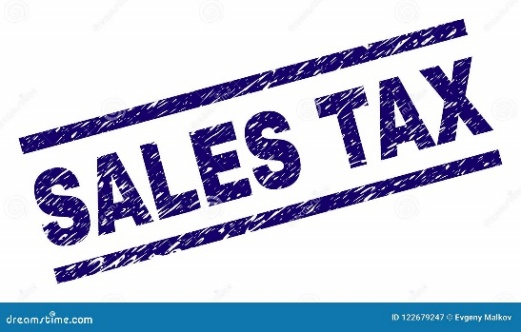 SALES TAX
dreamstime.com
ID 122679247 © Evgeny Malkov